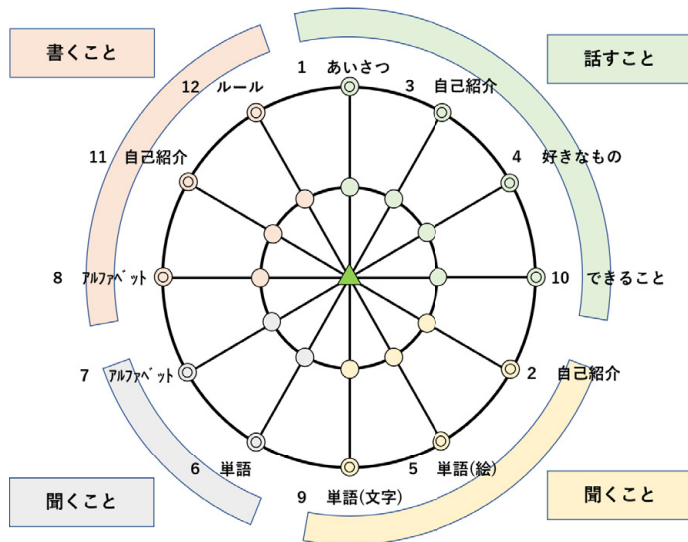 書くこと
話すこと
1 あいさつ
12 ルール
3 自己紹介
11 自己紹介
4 好きなもの
8 ｱﾙﾌｧﾍﾞｯﾄ
10 できること
7 ｱﾙﾌｧﾍﾞｯﾄ
2 自己紹介
6 単語
5 単語(絵)
9 単語(文字)
聞くこと
聞くこと